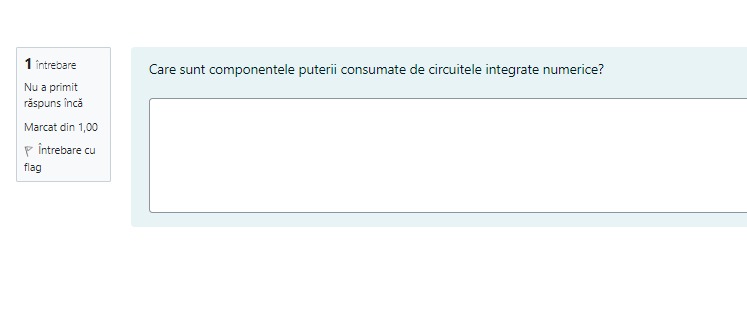 1 întrebare
Nu a primit
răspuns încă
Marcat din 1,00
Întrebare cu
flag
Care sunt componentele puterii consumate de circuitele integrate numerice?